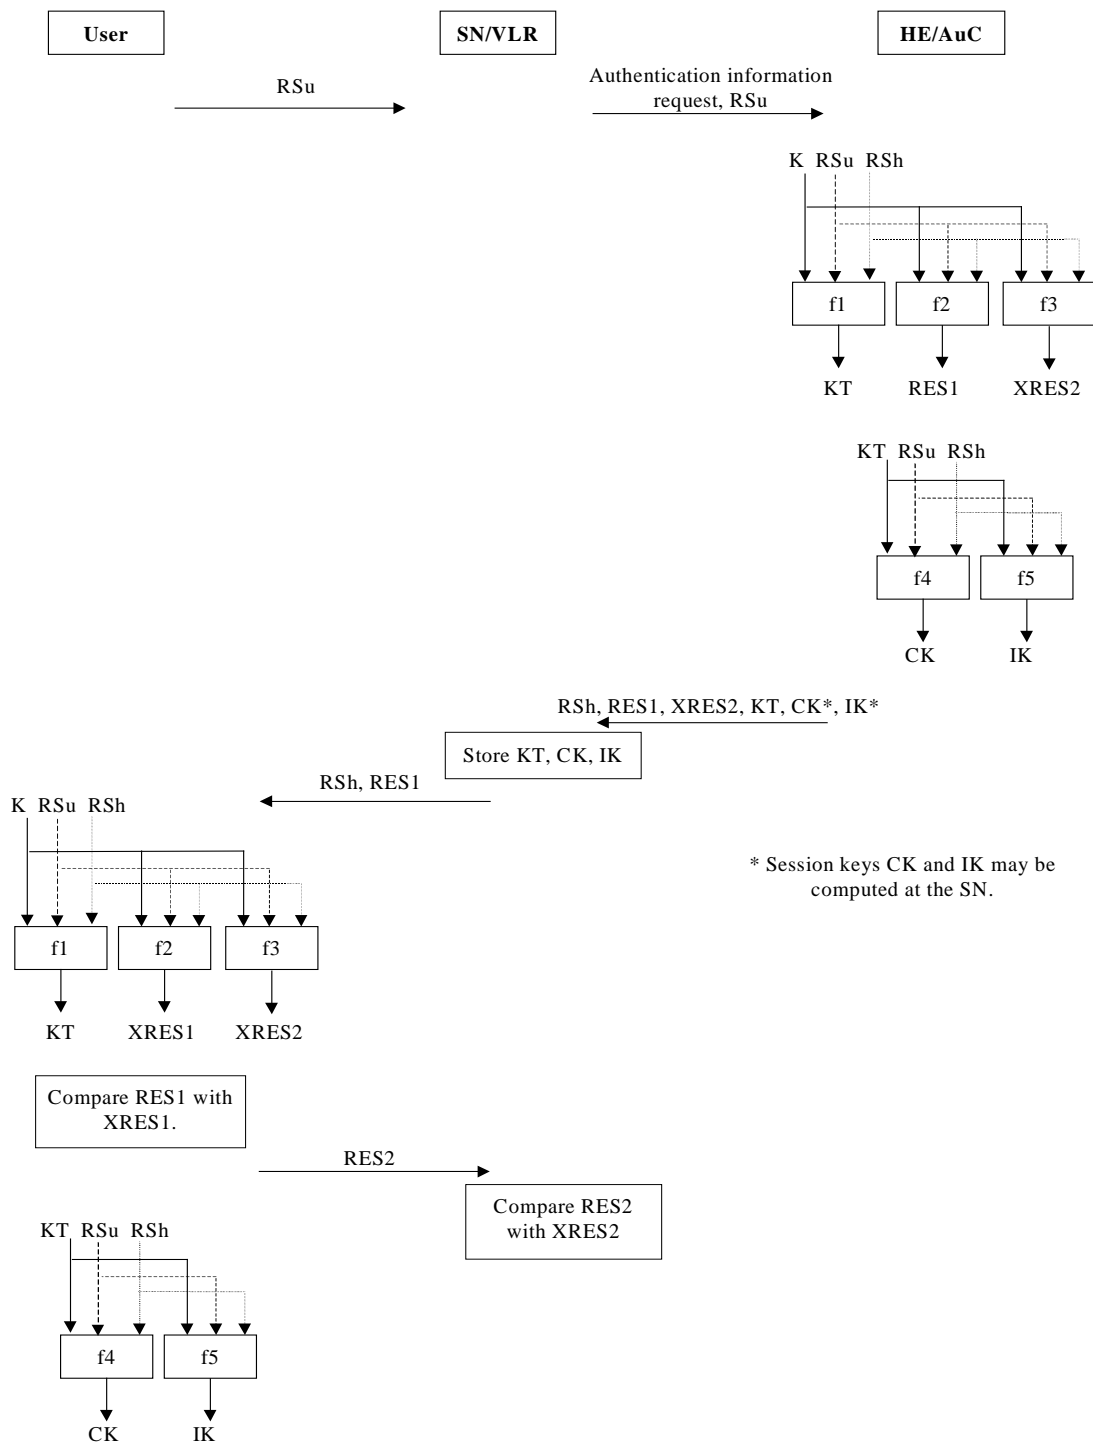 User
SN/VLR
HE/AuC
RSu
Authentication information
request, RSu
K RSu RSh
f1 f2 f3
KT RES1 XRES2
KT RSu RSh
f4 f5
CK IK
RSh, RES1, XRES2, KT, CK*, IK*
Store KT, CK, IK
RSh, RES1
K RSu RSh
* Session keys CK and IK may be
computed at the SN.
f1 f2 f3
KT XRES1 XRES2
Compare RES1 with
XRES1.
RES2
Compare RES2
with XRES2
KT RSu RSh
f4 f5
CK IK